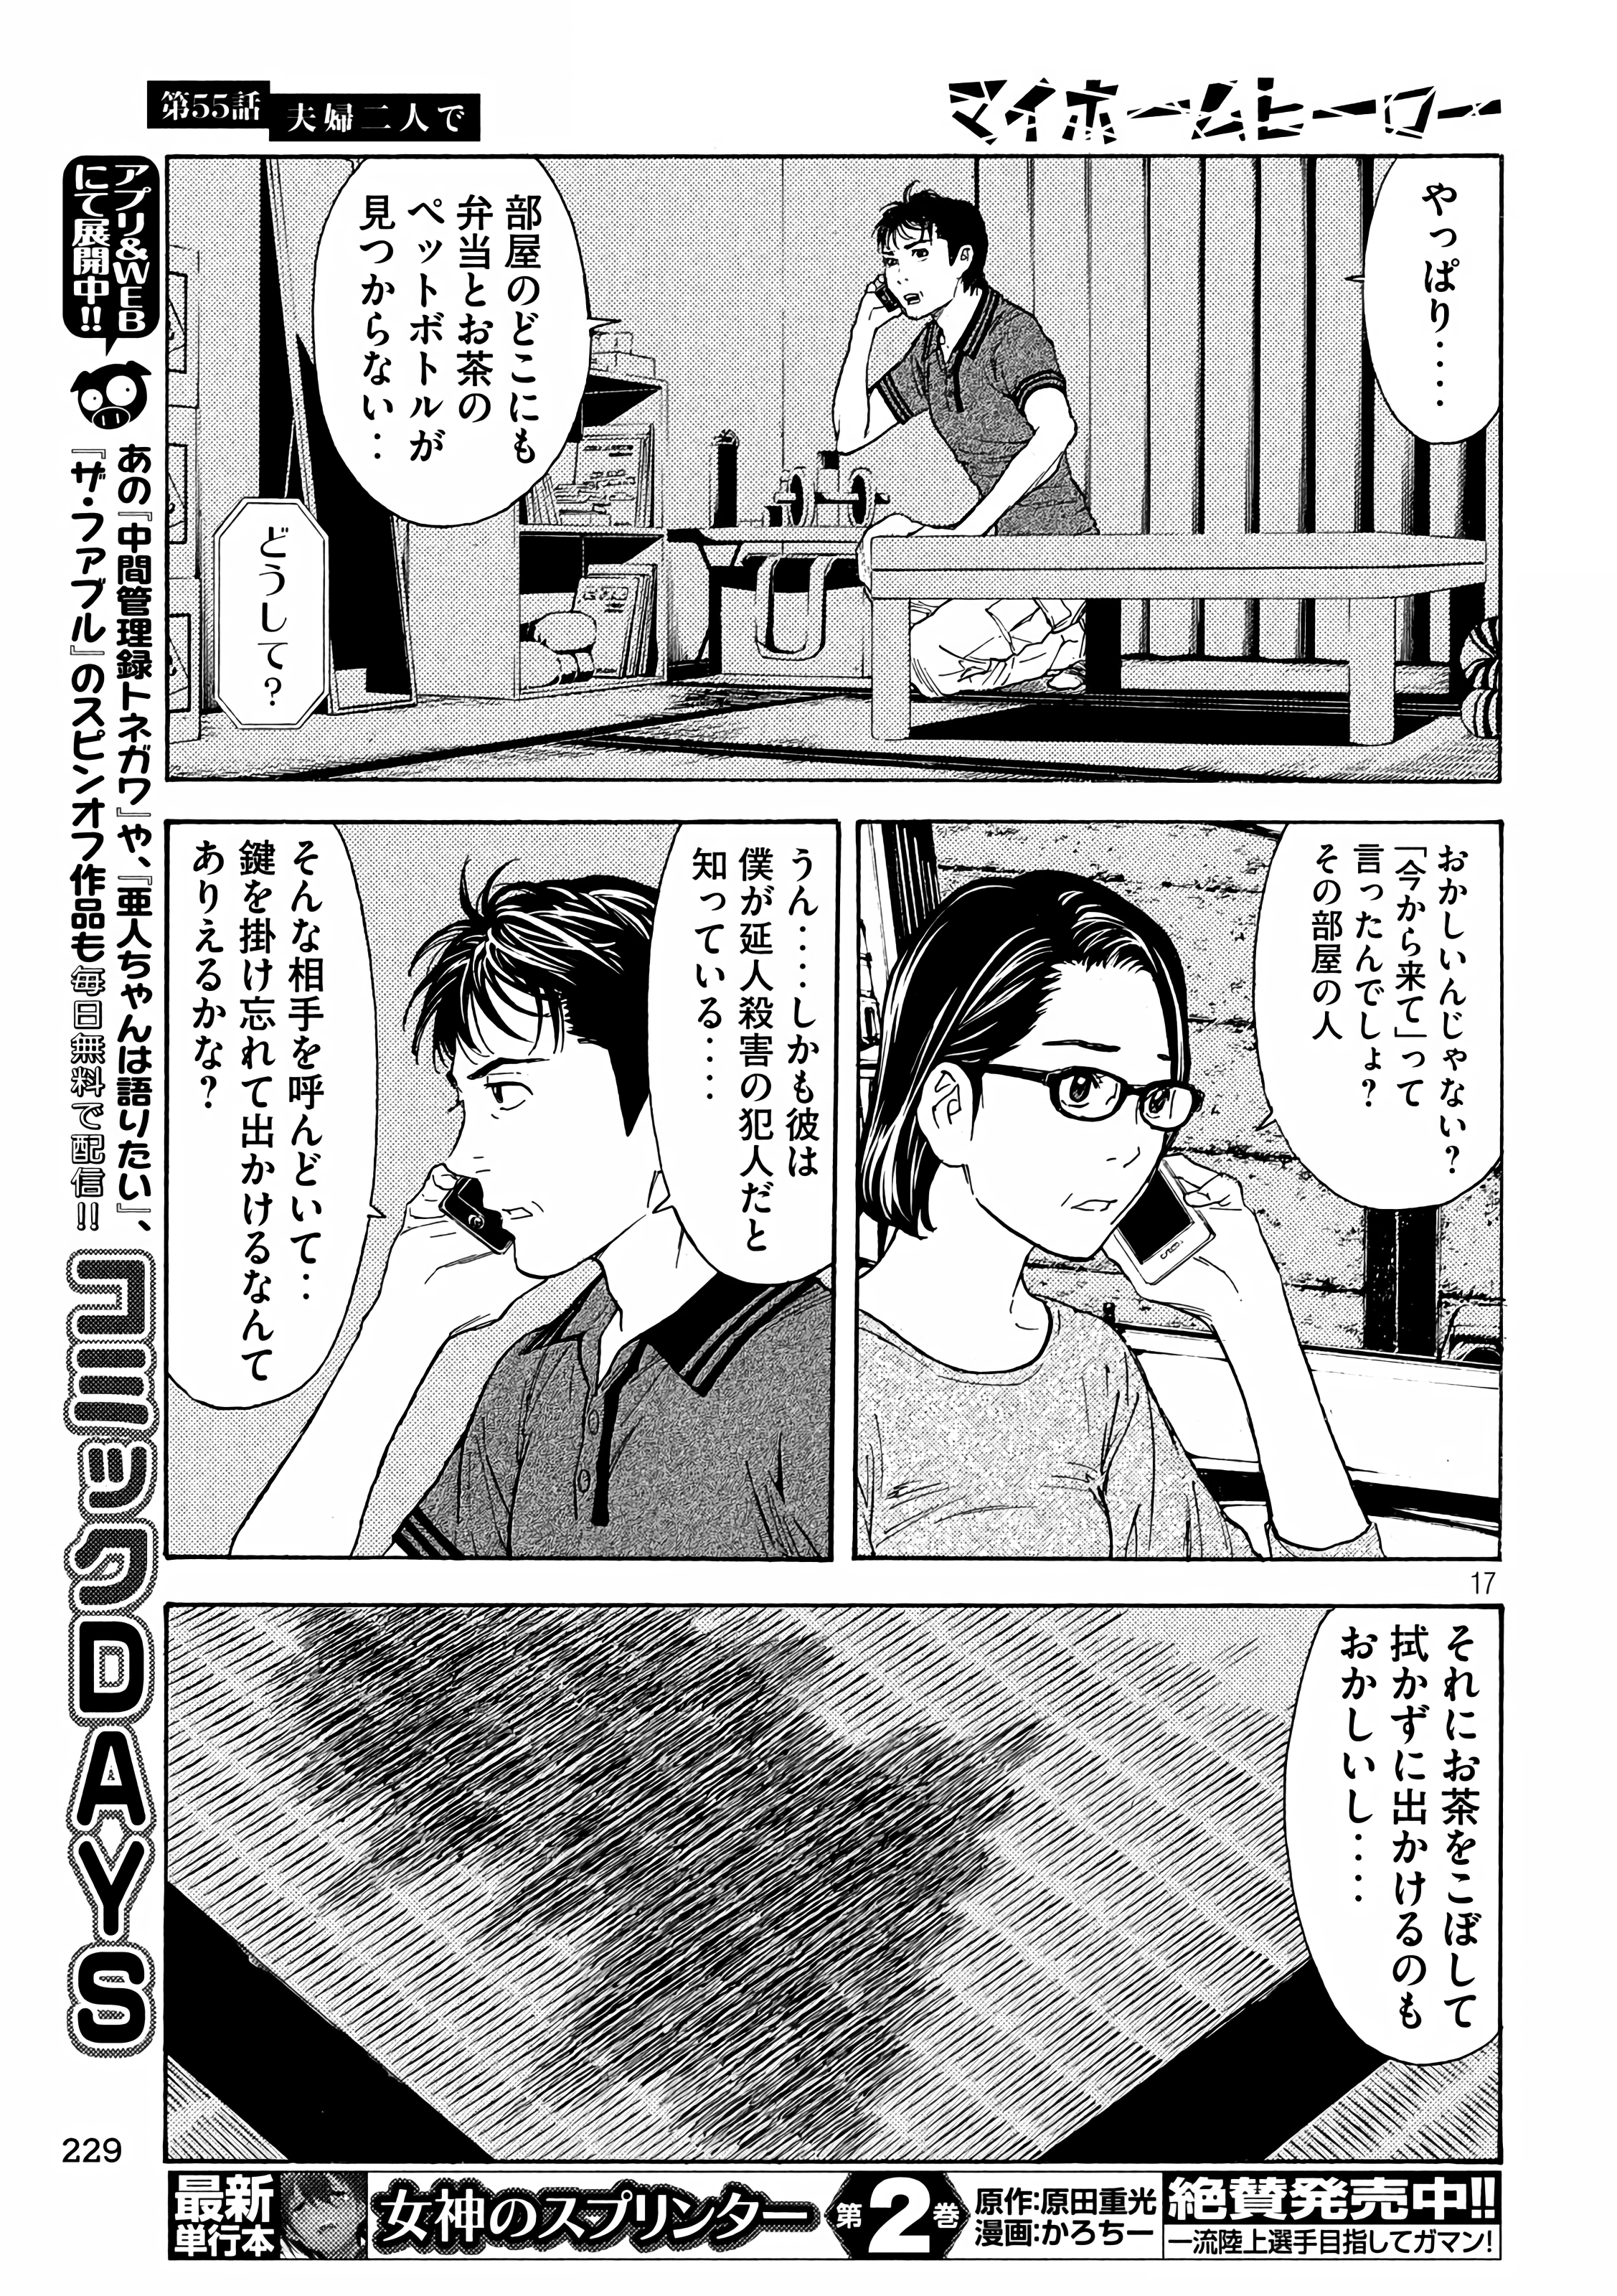 第55話
夫婦二人で
マイホームヒーロー
やっぱり‥‥
部屋のどこにも
弁当とお茶の
ペットボトルが
見つからない‥
どうして?
おかしいんじゃない?
「今から来て」って
言ったんでしょ?
その部屋の人
うん‥‥しかも彼は
僕が延人殺害の犯人だと
知っている‥‥
そんな相手を呼んどいて‥
鍵を掛け忘れて出かけるなんて
ありえるかな?
17
それにお茶をこぼして
拭かずに出かけるのも
おかしいし‥‥
アプリ&WEB
にて展開中!!
あの『中間管理録トネガワ』や、『亜人ちゃんは語りたい』、
『ザ・ファブル』のスピンオフ作品も毎日無料で配信!!
コミックDAYS
229
最新
単行本
女神のスプリンター
第2巻
原作:原田重光
漫画:かろちー
絶賛発売中!!
一流陸上選手目指してガマン!